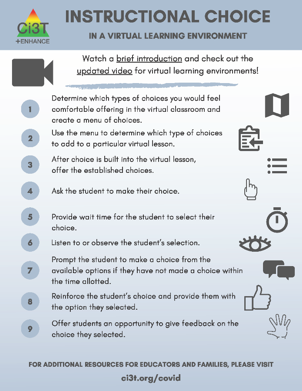 Ci3T
+ENHANCE
INSTRUCTIONAL CHOICE
IN A VIRTUAL LEARNING ENVIRONMENT
Watch a brief introduction and check out the
updated video for virtual learning environments!
1
Determine which types of choices you would feel
comfortable offering in the virtual classroom and
create a menu of choices.
2
Use the menu to determine which type of choices
to add to a particular virtual lesson.
3
After choice is built into the virtual lesson,
offer the established choices.
4
Ask the student to make their choice.
5
Provide wait time for the student to select their
choice.
6
Listen to or observe the student's selection.
7
Prompt the student to make a choice from the
available options if they have not made a choice within
the time allotted.
8
Reinforce the student's choice and provide them with
the option they selected.
9
Offer students an opportunity to give feedback on the
choice they selected.
FOR ADDITIONAL RESOURCES FOR EDUCATORS AND FAMILIES, PLEASE VISIT
ci3t.org/covid